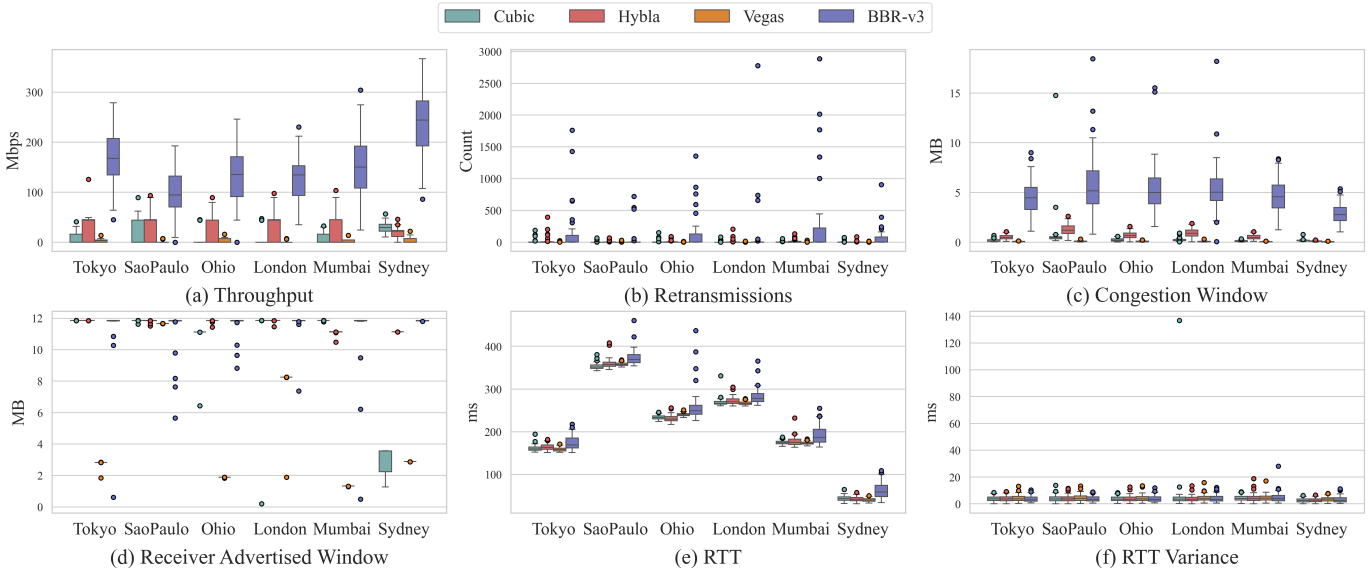 Cubic Hybla Vegas BBR-v3
Mbps
300
200
100
0
Tokyo SaoPaulo Ohio London Mumbai Sydney
(a) Throughput
Count
3000
2500
2000
1500
1000
500
0
Tokyo SaoPaulo Ohio London Mumbai Sydney
(b) Retransmissions
MB
15
10
5
0
Tokyo SaoPaulo Ohio London Mumbai Sydney
(c) Congestion Window
MB
12
10
8
6
4
2
0
Tokyo SaoPaulo Ohio London Mumbai Sydney
(d) Receiver Advertised Window
ms
400
300
200
100
Tokyo SaoPaulo Ohio London Mumbai Sydney
(e) RTT
ms
140
120
100
80
60
40
20
0
Tokyo SaoPaulo Ohio London Mumbai Sydney
(f) RTT Variance